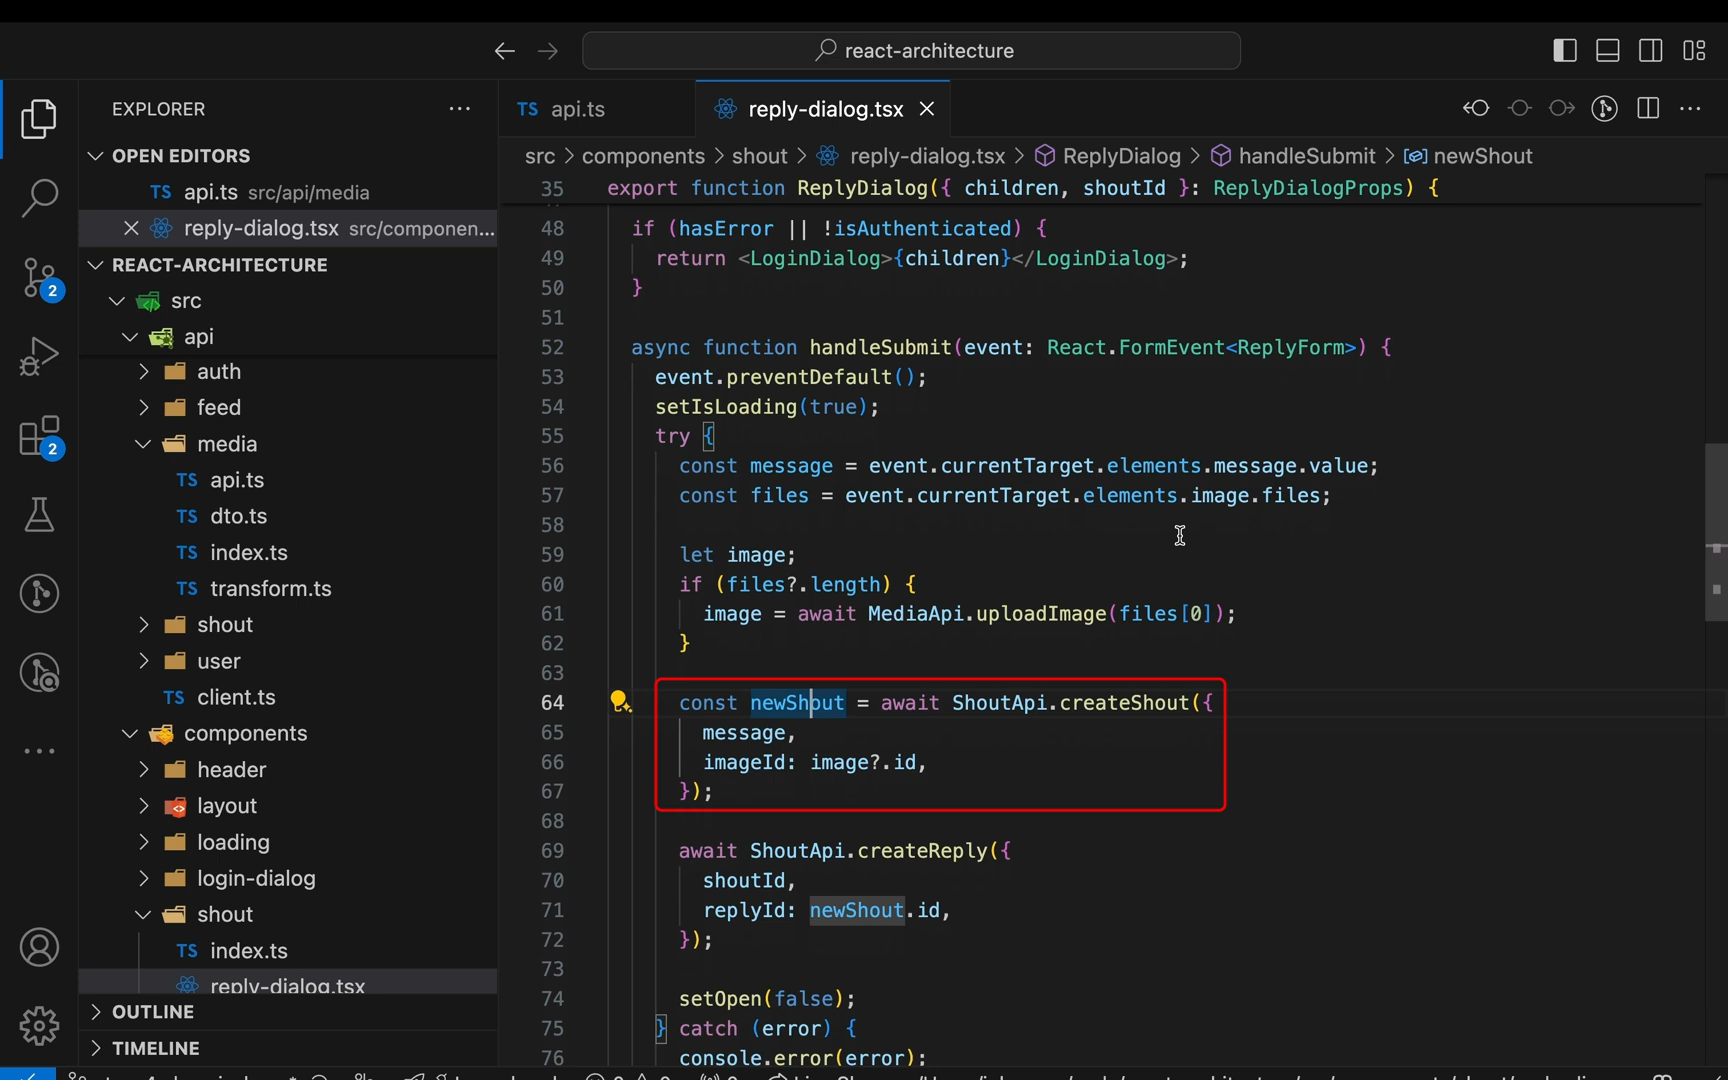 react-architecture
EXPLORER
OPEN EDITORS
TS api.ts src/api/media
reply-dialog.tsx src/componen...
REACT-ARCHITECTURE
src
api
auth
feed
media
TS api.ts
TS dto.ts
TS index.ts
TS transform.ts
shout
user
TS client.ts
components
header
layout
loading
login-dialog
shout
TS index.ts
reply-dialog.tsx
OUTLINE
TIMELINE
2
2
TS api.ts
reply-dialog.tsx
src > components > shout > reply-dialog.tsx > ReplyDialog > handleSubmit > newShout
35 export function ReplyDialog({ children, shoutId }: ReplyDialogProps) {
48 if (hasError || !isAuthenticated) {
49 return <LoginDialog>{children}</LoginDialog>;
50 }
51
52 async function handleSubmit(event: React.FormEvent<ReplyForm>) {
53 event.preventDefault();
54 setIsLoading(true);
55 try {
56 const message = event.currentTarget.elements.message.value;
57 const files = event.currentTarget.elements.image.files;
58
59 let image;
60 if (files?.length) {
61 image = await MediaApi.uploadImage(files[0]);
62 }
63
64 const newShout = await ShoutApi.createShout({
65 message,
66 imageId: image?.id,
67 });
68
69 await ShoutApi.createReply({
70 shoutId,
71 replyId: newShout.id,
72 });
73
74 setOpen(false);
75 } catch (error) {
76 console.error(error);